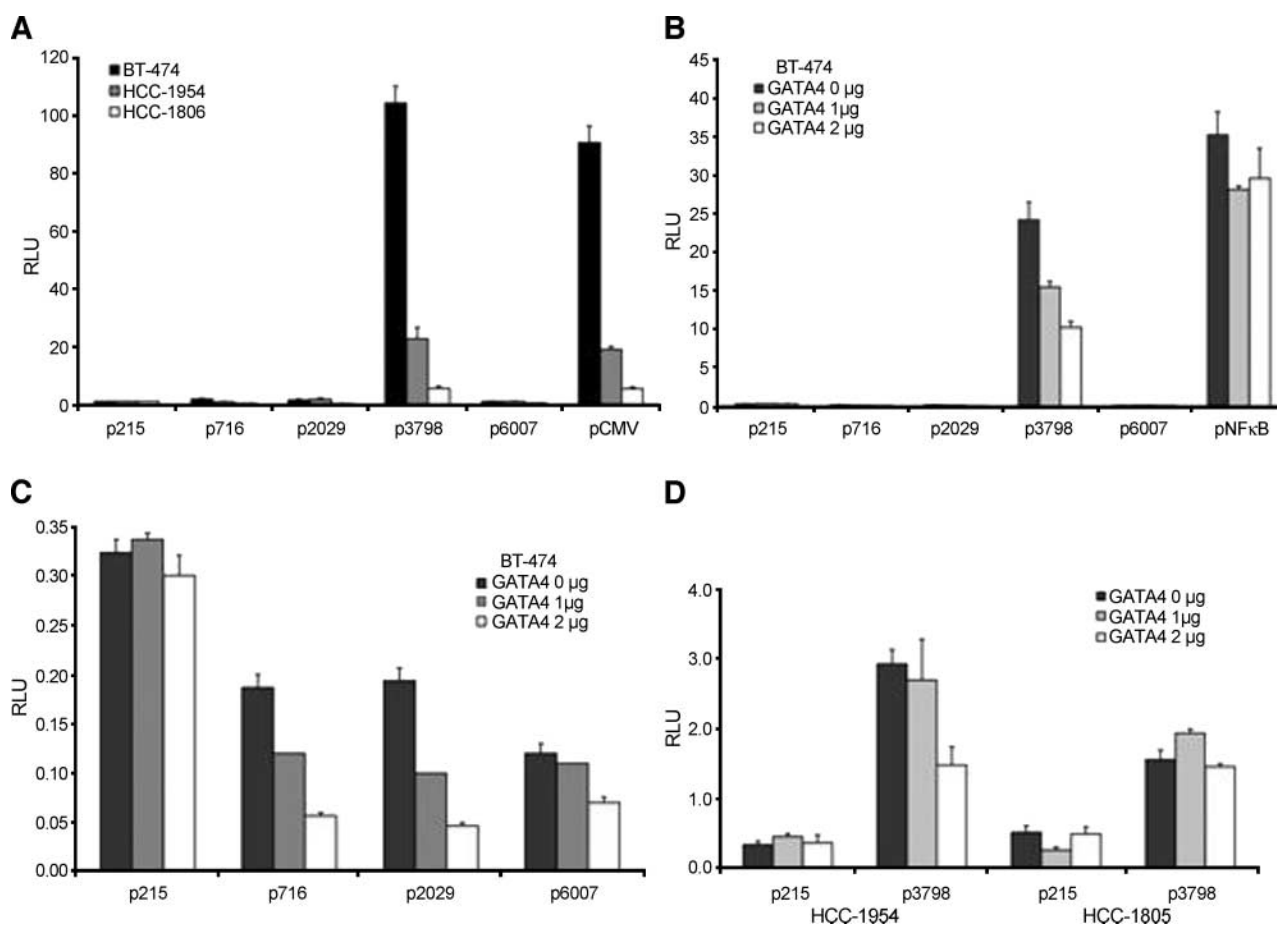 A
120
100
80
60
40
20
0
RLU
BT-474
HCC-1954
HCC-1806
p215 p716 p2029 p3798 p6007 pCMV
B
45
40
35
30
25
20
15
10
5
0
RLU
BT-474
GATA4 0 µg
GATA4 1µg
GATA4 2 µg
p215 p716 p2029 p3798 p6007 pNFκB
C
0.35
0.30
0.25
0.20
0.15
0.10
0.05
0.00
RLU
BT-474
GATA4 0 µg
GATA4 1µg
GATA4 2 µg
p215 p716 p2029 p6007
D
4.0
3.0
2.0
1.0
0.0
RLU
GATA4 0 µg
GATA4 1µg
GATA4 2 µg
p215 p3798 p215 p3798
HCC-1954 HCC-1805